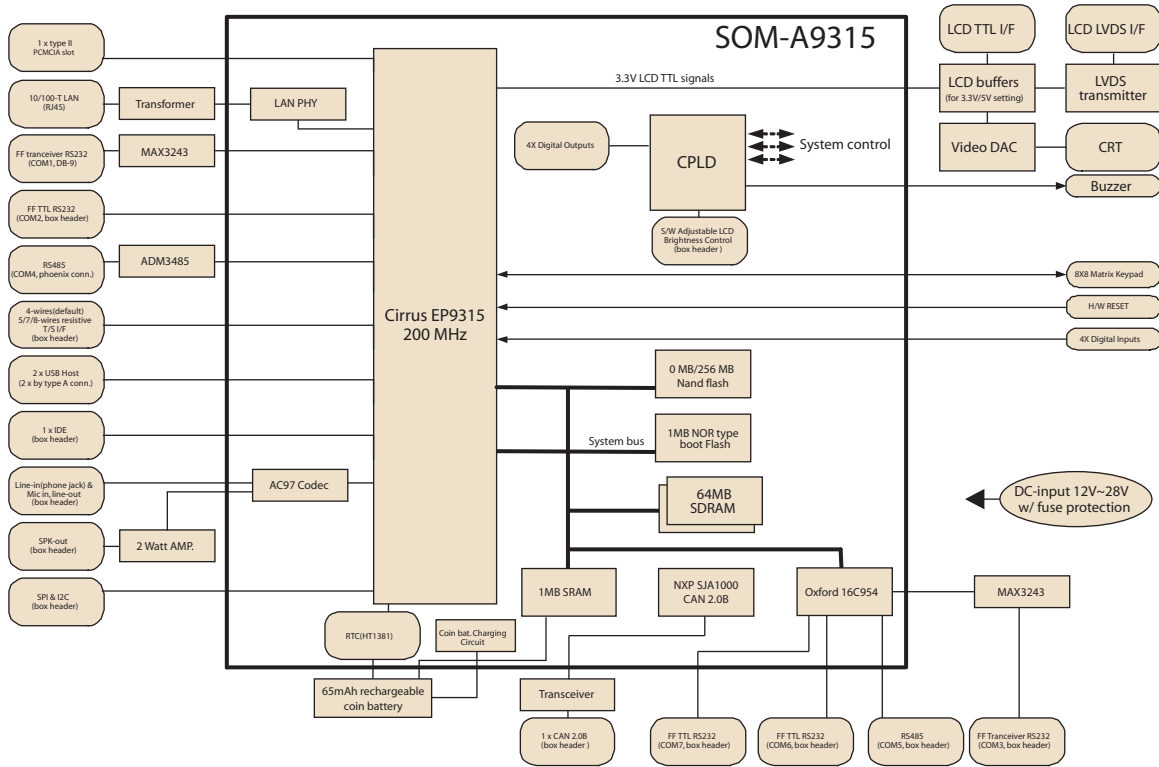 SOM-A9315
1 x type II
PCMCIA slot
10/100-T LAN
(RJ45)
Transformer
LAN PHY
FF tranceiver RS232
(COM1, DB-9)
MAX3243
FF TTL RS232
(COM2, box header)
RS485
(COM4, phoenix conn.)
ADM3485
4-wires(default)
5/7/8-wires resistive
T/S I/F
(box header)
2 x USB Host
(2 x by type A conn.)
1 x IDE
(box header)
Line-in(phone jack) &
Mic in, line-out
(box header)
AC97 Codec
SPK-out
(box header)
2 Watt AMP.
SPI & I2C
(box header)
Cirrus EP9315
200 MHz
3.3V LCD TTL signals
4X Digital Outputs
CPLD
System control
S/W Adjustable LCD
Brightness Control
(box header )
LCD TTL I/F
LCD LVDS I/F
LCD buffers
(for 3.3V/5V setting)
LVDS
transmitter
Video DAC
CRT
Buzzer
8X8 Matrix Keypad
H/W RESET
4X Digital Inputs
0 MB/256 MB
Nand flash
System bus
1MB NOR type
boot Flash
64MB
SDRAM
DC-input 12V~28V
w/ fuse protection
1MB SRAM
NXP SJA1000
CAN 2.0B
Oxford 16C954
MAX3243
RTC(HT1381)
Coin bat. Charging
Circuit
65mAh rechargeable
coin battery
Transceiver
1 x CAN 2.0B
(box header )
FF TTL RS232
(COM7, box header)
FF TTL RS232
(COM6, box header)
RS485
(COM5, box header)
FF Tranceiver RS232
(COM3, box header)